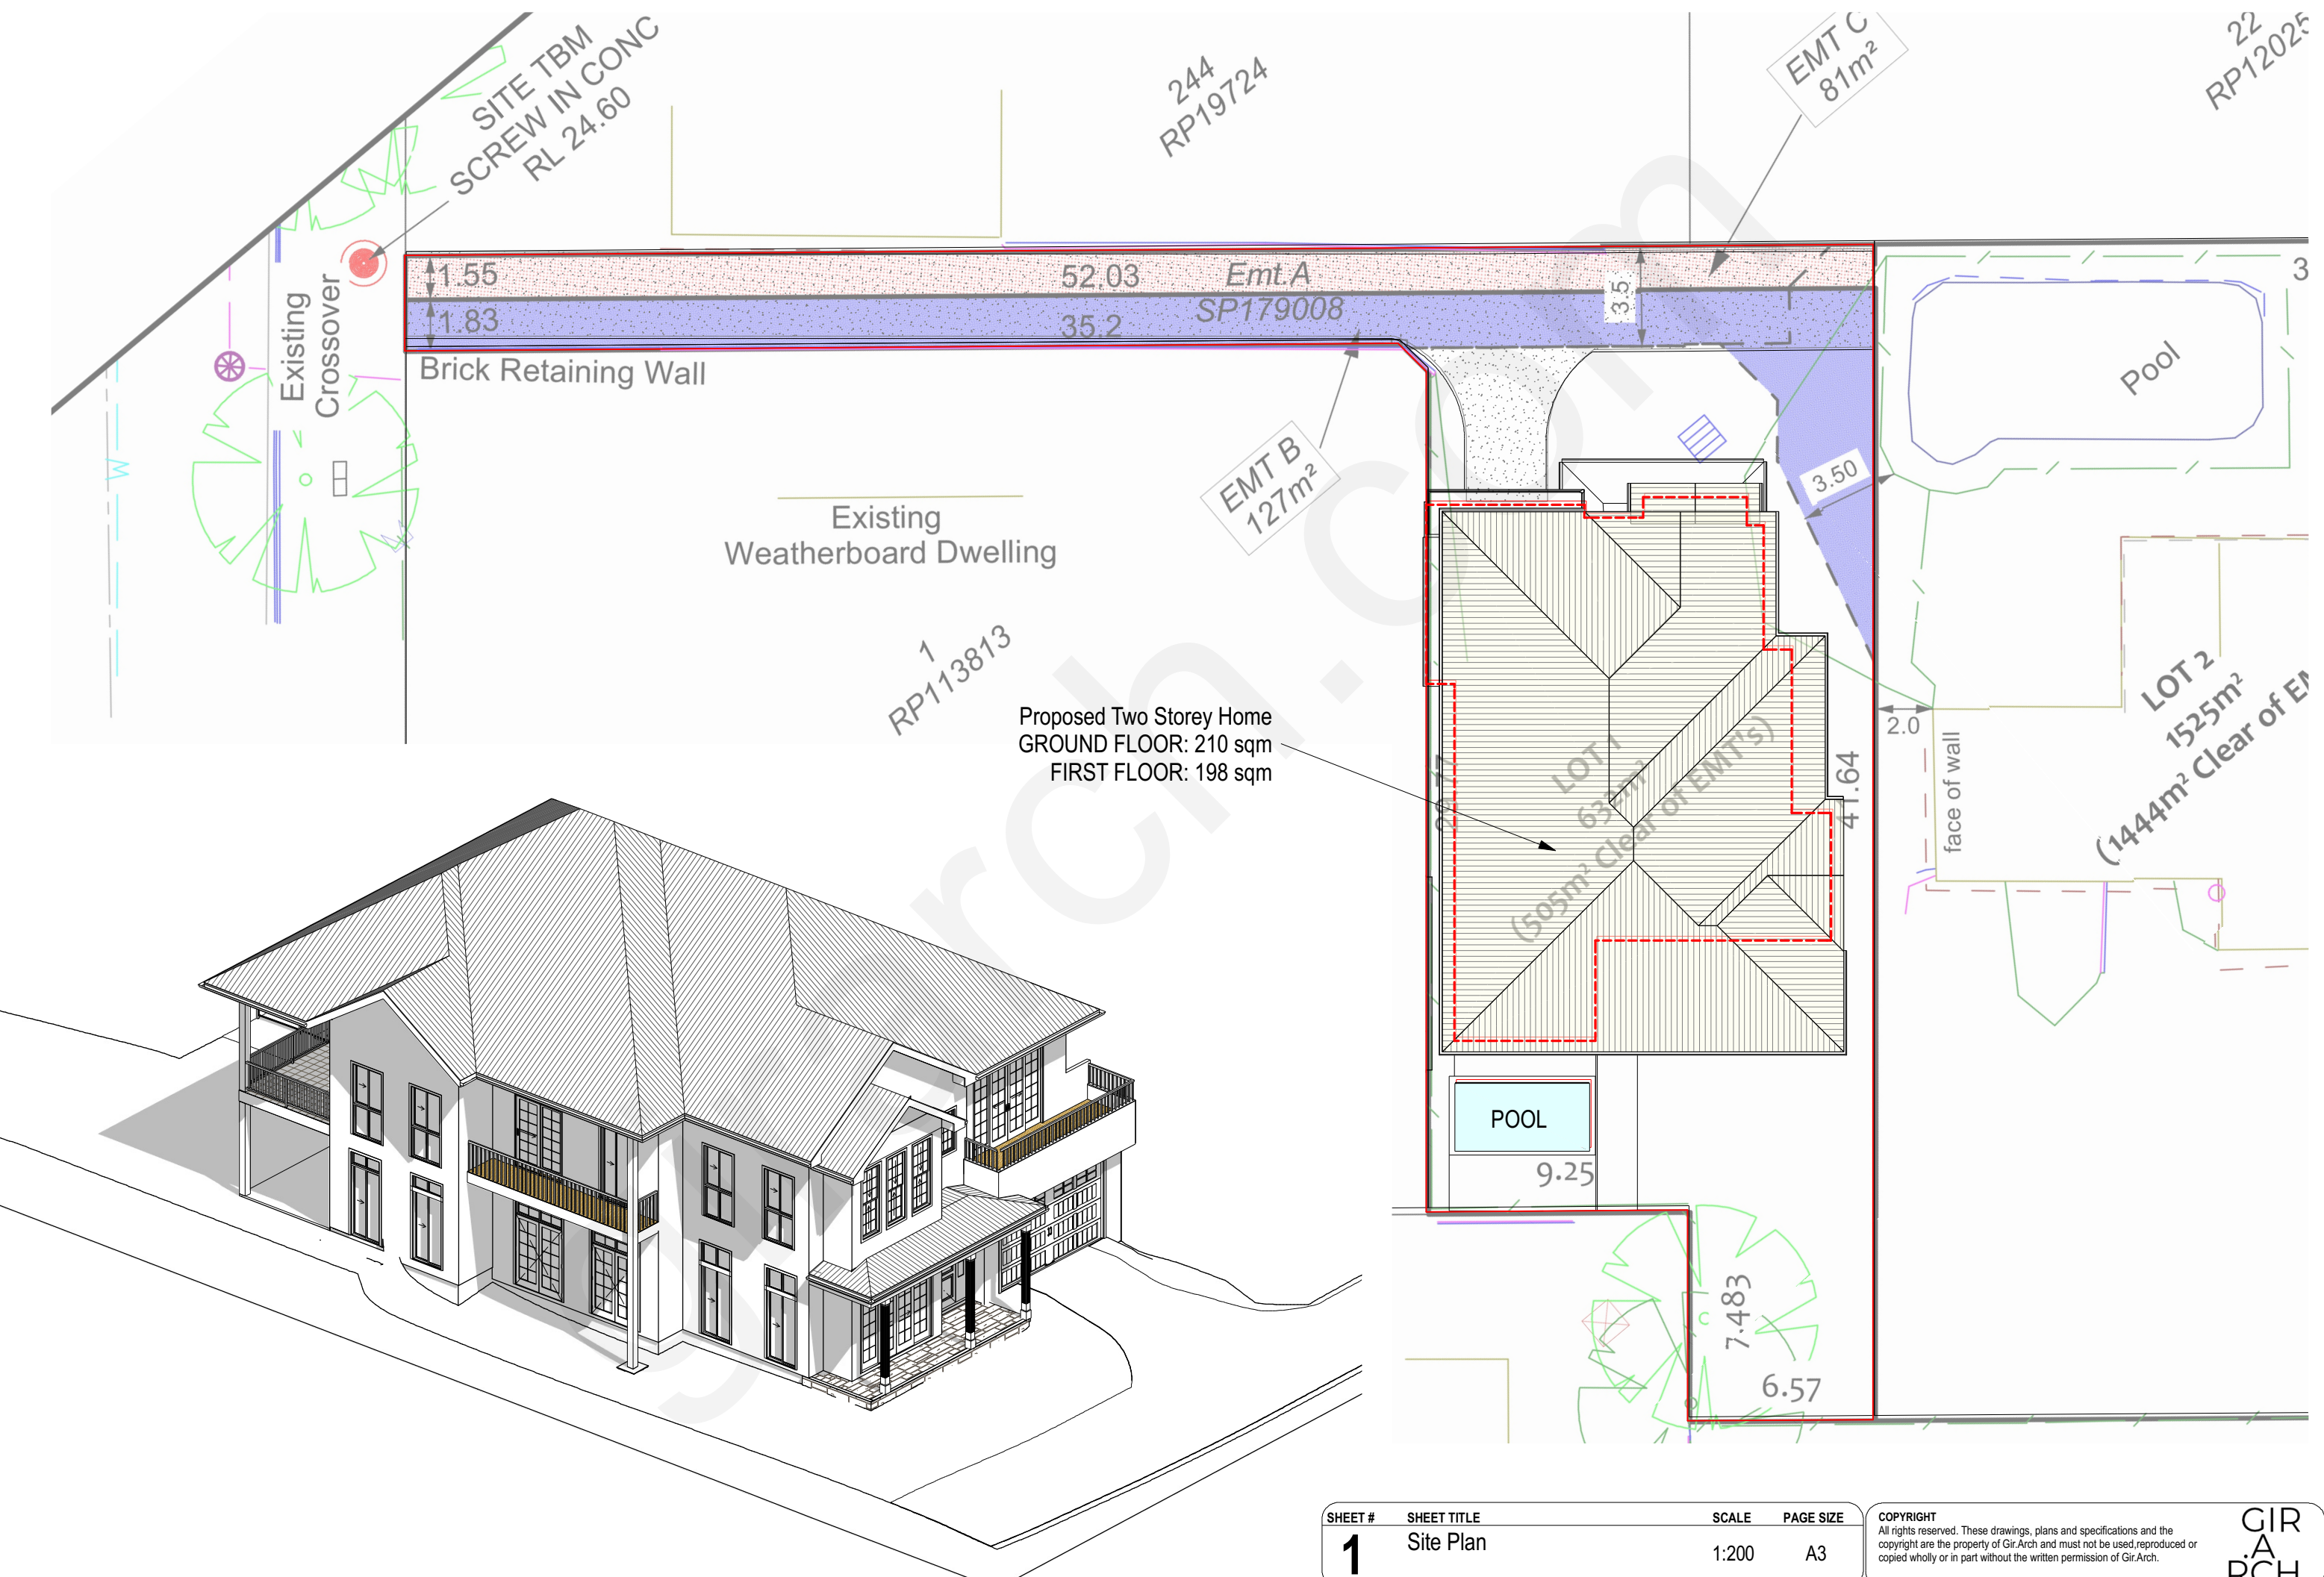 SITE TBM
SCREW IN CONC
RL 24.60
244
RP19724
EMT C
81m²
22
1.55
52.03
Emt.A
SP179008
1.83
35.2
3.5
3
Existing
Crossover
Brick Retaining Wall
Pool
W
EMT B
127m²
3.50
Existing
Weatherboard Dwelling
1
RP113813
Proposed Two Storey Home
GROUND FLOOR: 210 sqm
FIRST FLOOR: 198 sqm
LOT 1
632m²
(505m² Clear of EMT's)
41.64
2.0
face of wall
LOT 2
1525m²
(1444m² Clear of
POOL
9.25
7.483
6.57
SHEET # SHEET TITLE SCALE PAGE SIZE
1 Site Plan 1:200 A3
COPYRIGHT
All rights reserved. These drawings, plans and specifications and the
copyright are the property of Gir.Arch and must not be used,reproduced or
copied wholly or in part without the written permission of Gir.Arch.
GIR
.A
RCH